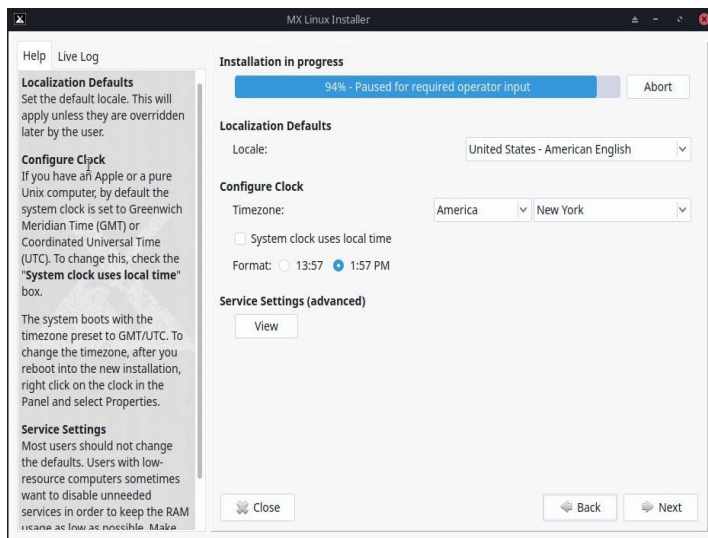 MX Linux Installer
Help Live Log
Localization Defaults
Set the default locale. This will
apply unless they are overridden
later by the user.
Configure Clock
If you have an Apple or a pure
Unix computer, by default the
system clock is set to Greenwich
Meridian Time (GMT) or
Coordinated Universal Time
(UTC). To change this, check the
"System clock uses local time"
box.
The system boots with the
timezone preset to GMT/UTC. To
change the timezone, after you
reboot into the new installation,
right click on the clock in the
Panel and select Properties.
Service Settings
Most users should not change
the defaults. Users with low-
resource computers sometimes
want to disable unneeded
services in order to keep the RAM
usage as low as possible. Make
Installation in progress
94% - Paused for required operator input
Abort
Localization Defaults
Locale: United States - American English
Configure Clock
Timezone: America New York
System clock uses local time
Format: 13:57 1:57 PM
Service Settings (advanced)
View
Close Back Next